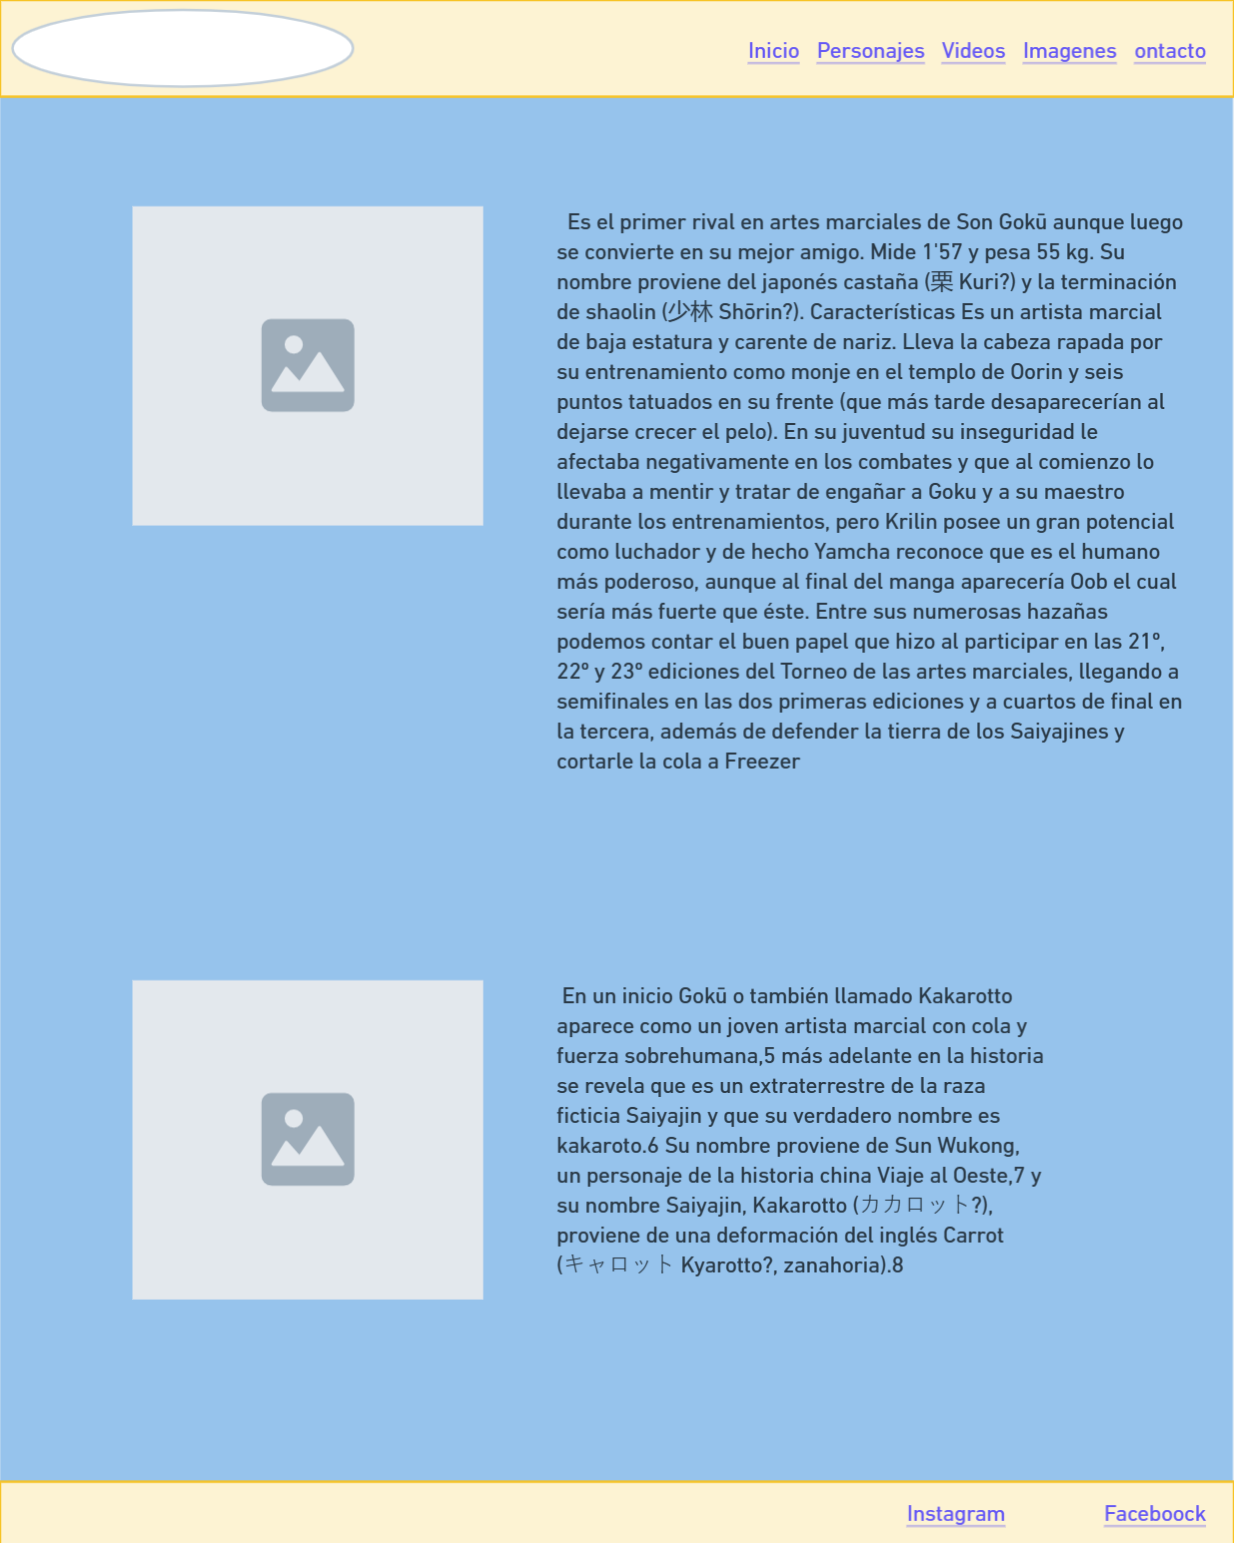 Inicio Personajes Videos Imagenes ontacto
Es el primer rival en artes marciales de Son Gokū aunque luego
se convierte en su mejor amigo. Mide 1'57 y pesa 55 kg. Su
nombre proviene del japonés castaña (栗 Kuri?) y la terminación
de shaolin (少林 Shōrin?). Características Es un artista marcial
de baja estatura y carente de nariz. Lleva la cabeza rapada por
su entrenamiento como monje en el templo de Oorin y seis
puntos tatuados en su frente (que más tarde desaparecerían al
dejarse crecer el pelo). En su juventud su inseguridad le
afectaba negativamente en los combates y que al comienzo lo
llevaba a mentir y tratar de engañar a Goku y a su maestro
durante los entrenamientos, pero Krilin posee un gran potencial
como luchador y de hecho Yamcha reconoce que es el humano
más poderoso, aunque al final del manga aparecería Oob el cual
sería más fuerte que éste. Entre sus numerosas hazañas
podemos contar el buen papel que hizo al participar en las 21º,
22º y 23º ediciones del Torneo de las artes marciales, llegando a
semifinales en las dos primeras ediciones y a cuartos de final en
la tercera, además de defender la tierra de los Saiyajines y
cortarle la cola a Freezer
En un inicio Gokū o también llamado Kakarotto
aparece como un joven artista marcial con cola y
fuerza sobrehumana,5 más adelante en la historia
se revela que es un extraterrestre de la raza
ficticia Saiyajin y que su verdadero nombre es
kakaroto.6 Su nombre proviene de Sun Wukong,
un personaje de la historia china Viaje al Oeste,7 y
su nombre Saiyajin, Kakarotto (カカロット?),
proviene de una deformación del inglés Carrot
(キャロット Kyarotto?, zanahoria).8
Instagram Faceboock